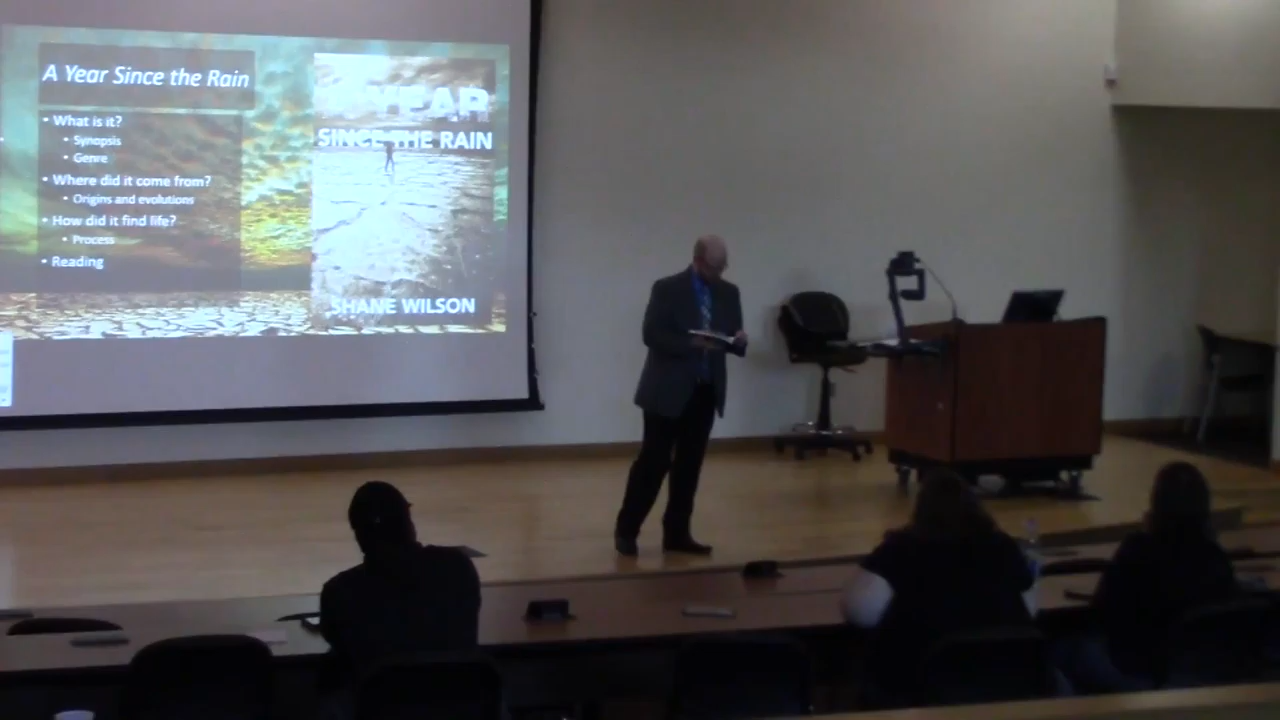 A Year Since the Rain
• What is it?
• Synopsis
• Genre
• Where did it come from?
• Origins and evolutions
• How did it find life?
• Process
• Reading
YEAR
SINCE THE RAIN
SHANE WILSON